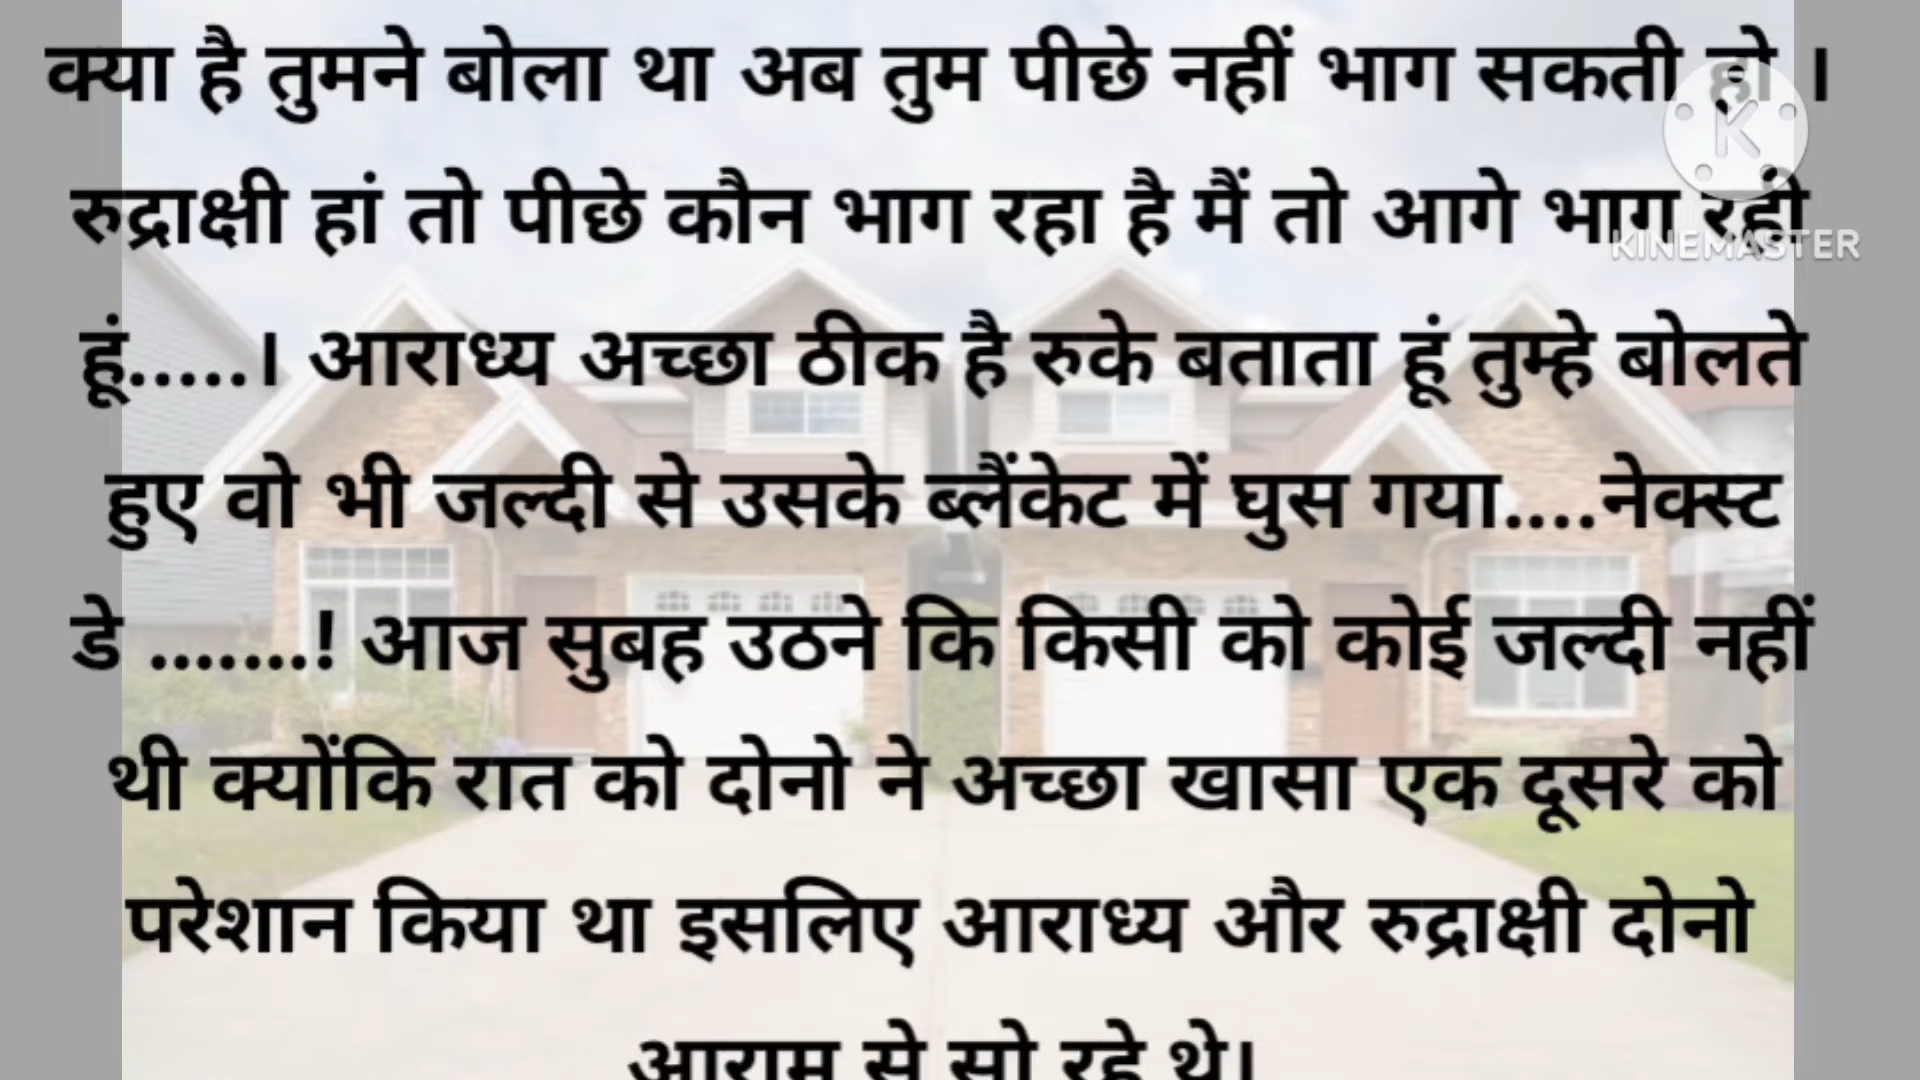 क्या है तुमने बोला था अब तुम पीछे नहीं भाग सकती हो ।
रुद्राक्षी हां तो पीछे कौन भाग रहा है मैं तो आगे भाग रही
हूं.....। आराध्य अच्छा ठीक है रुके बताता हूं तुम्हे बोलते
हुए वो भी जल्दी से उसके ब्लैंकेट में घुस गया....नेक्स्ट
डे .......! आज सुबह उठने कि किसी को कोई जल्दी नहीं
थी क्योंकि रात को दोनो ने अच्छा खासा एक दूसरे को
परेशान किया था इसलिए आराध्य और रुद्राक्षी दोनो
आराम से सो रहे थे।
K
KINEMASTER